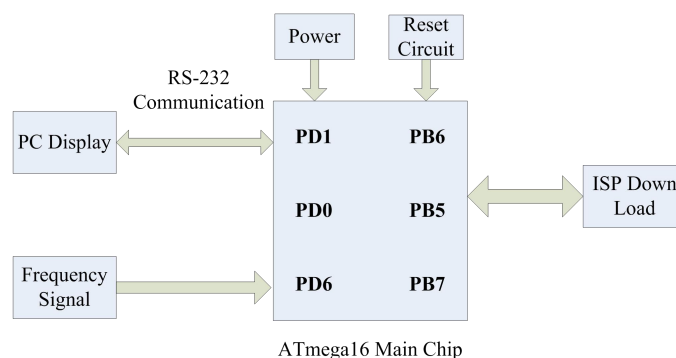 Power
Reset
Circuit
RS-232
Communication
PC Display
PD1
PB6
PD0
PB5
ISP Down
Load
Frequency
Signal
PD6
PB7
ATmega16 Main Chip